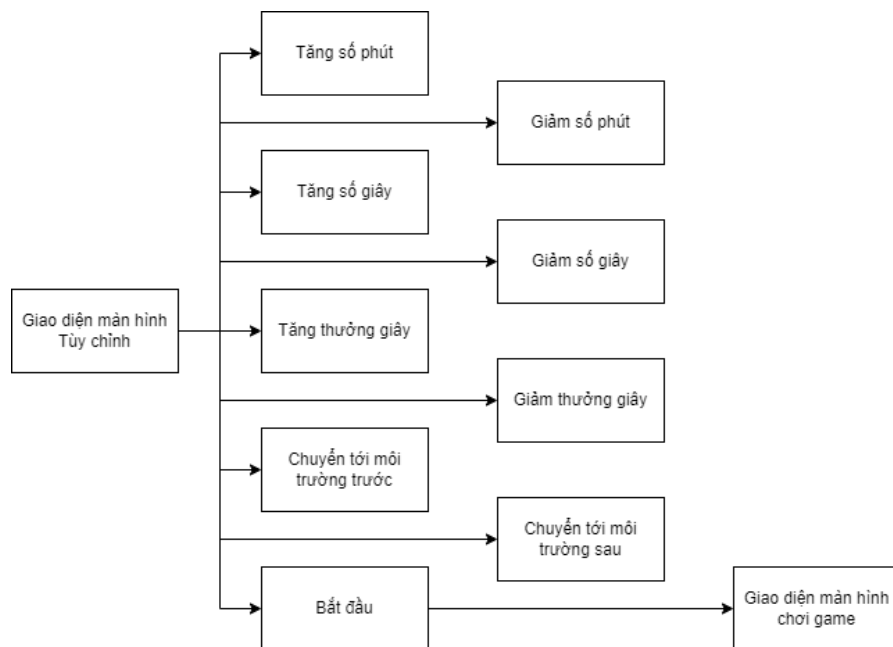 Tăng số phút
Giảm số phút
Tăng số giây
Giảm số giây
Giao diện màn hình
Tùy chỉnh
Tăng thưởng giây
Giảm thưởng giây
Chuyển tới môi
trường trước
Chuyển tới môi
trường sau
Bắt đầu
Giao diện màn hình
chơi game